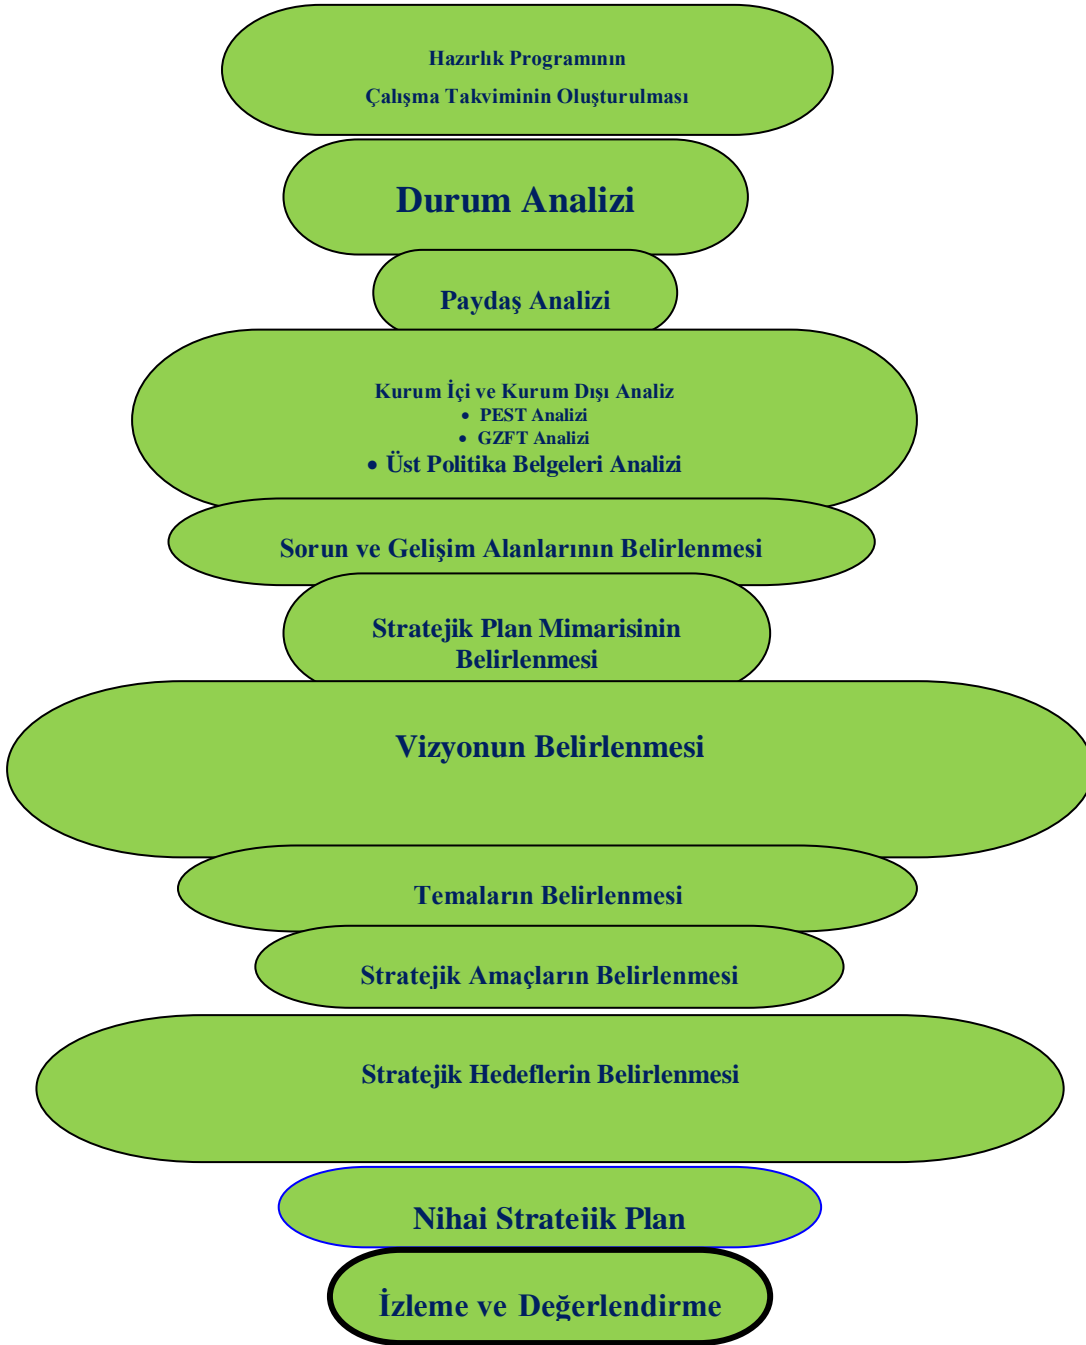 Hazırlık Programının
Çalışma Takviminin Oluşturulması
Durum Analizi
Paydaş Analizi
Kurum İçi ve Kurum Dışı Analiz
• PEST Analizi
• GZFT Analizi
• Üst Politika Belgeleri Analizi
Sorun ve Gelişim Alanlarının Belirlenmesi
Stratejik Plan Mimarisinin
Belirlenmesi
Vizyonun Belirlenmesi
Temaların Belirlenmesi
Stratejik Amaçların Belirlenmesi
Stratejik Hedeflerin Belirlenmesi
Nihai Stratejik Plan
İzleme ve Değerlendirme